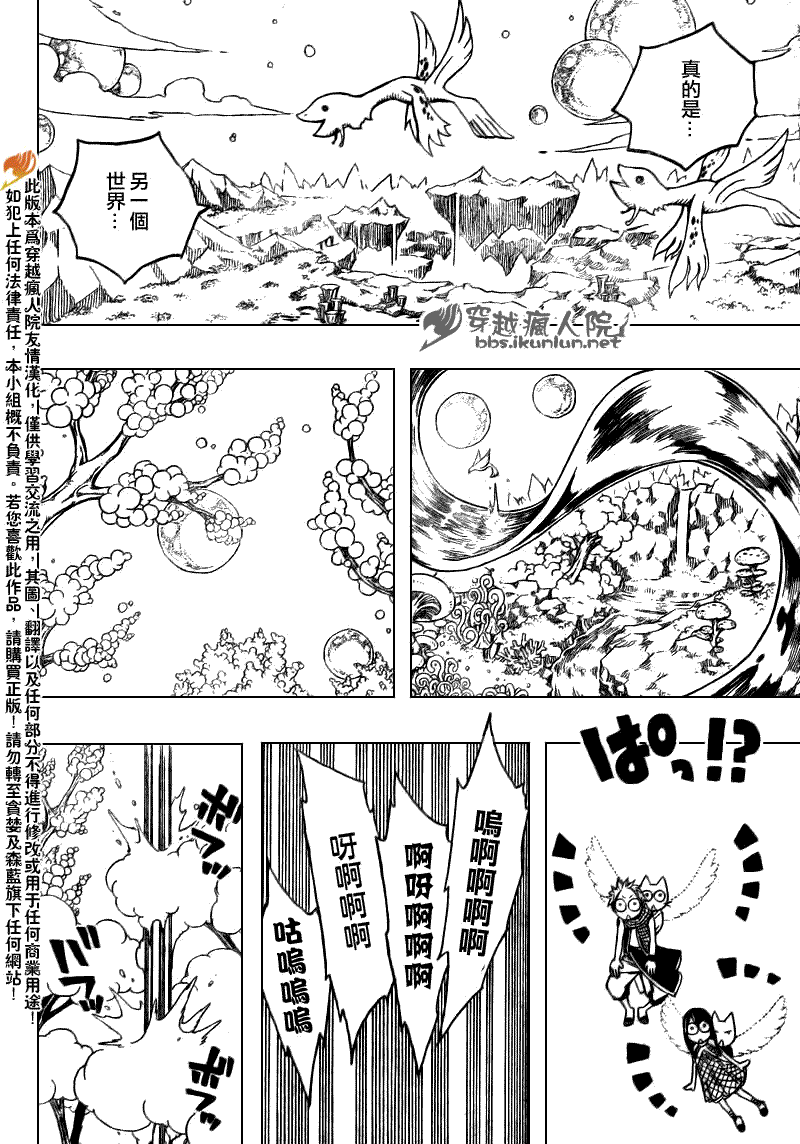 真的是…
另一個
世界…
穿越瘋人院
bbs.ikunlun.net
ぱっ!?
嗚啊啊啊啊
啊呀啊啊啊
呀啊啊啊
咕嗚嗚嗚
ボフッ
ボフ
ボフッ
此版本爲穿越瘋人院友情漢化，僅供學習交流之用，其圖、翻譯以及任何部分不得進行修改或用于任何商業用途！
如犯上任何法律責任，本小組概不負責。若您喜歡此作品，請購買正版！請勿轉至貪婪及森藍旗下任何網站！